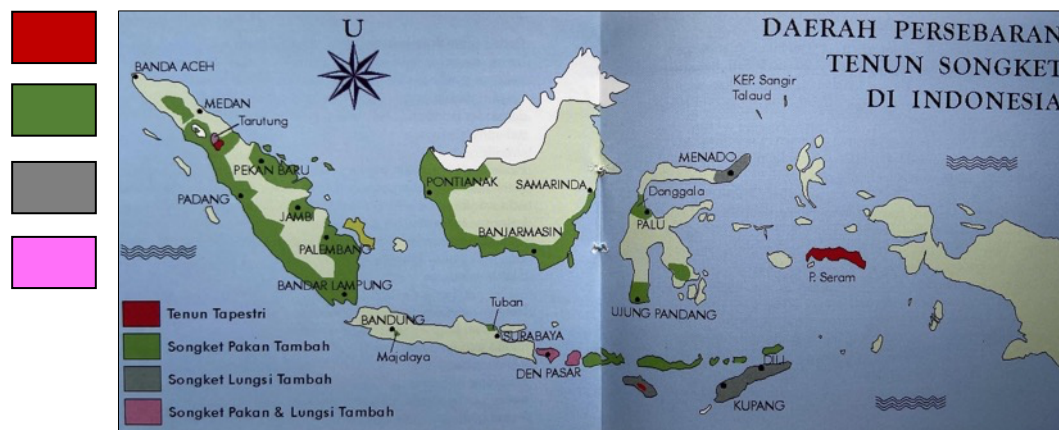 DAERAH PERSEBARAN
TENUN SONGKET
DI INDONESIA
U
BANDA ACEH
MEDAN
Tarutung
PEKAN BARU
PADANG
JAMBI
PALEMBANG
BANDAR LAMPUNG
PONTIANAK
SAMARINDA
BANJARMASIN
KEP. Sangir
Talaud
MENADO
Donggala
PALU
UJUNG PANDANG
P. Seram
BANDUNG
Majalaya
Tuban
SURABAYA
DEN PASAR
DILI
KUPANG
Tenun Tapestri
Songket Pakan Tambah
Songket Lungsi Tambah
Songket Pakan & Lungsi Tambah